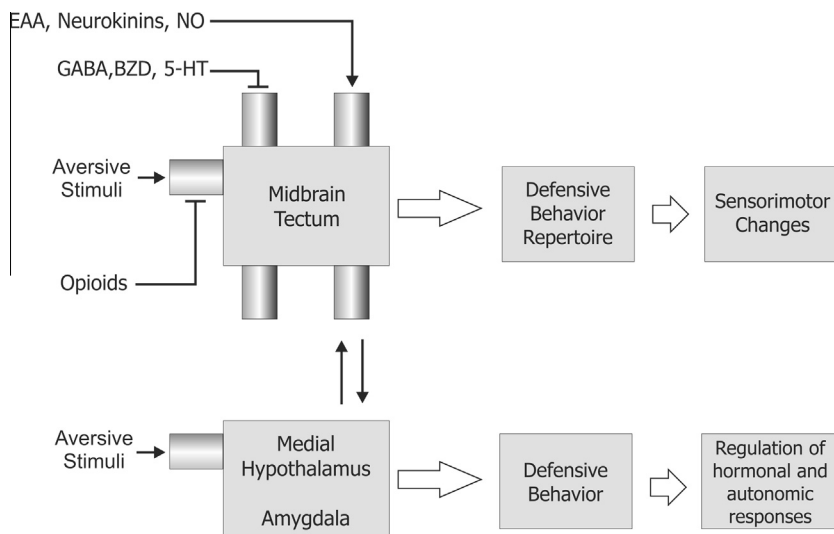 EAA, Neurokinins, NO
GABA,BZD, 5-HT
Aversive
Stimuli
Opioids
Midbrain
Tectum
Defensive
Behavior
Repertoire
Sensorimotor
Changes
Aversive
Stimuli
Medial
Hypothalamus
Amygdala
Defensive
Behavior
Regulation of
hormonal and
autonomic
responses